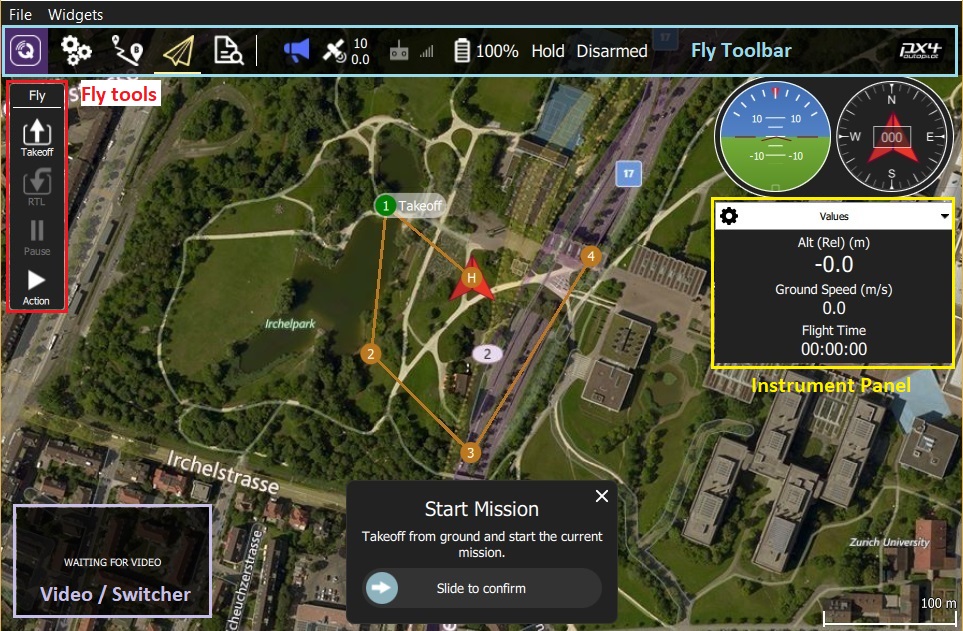 File Widgets
10
0.0
100% Hold Disarmed Fly Toolbar
px4
autopilot
17
Fly
Fly tools
Takeoff
RTL
Pause
Action
10 10
-10 -10
N
W 000 E
S
17
1 Takeoff
H
4
2
2
3
Irchelpark
Values
Alt (Rel) (m)
-0.0
Ground Speed (m/s)
0.0
Flight Time
00:00:00
Instrument Panel
Irchelstrasse
Start Mission
Takeoff from ground and start the current
mission.
Slide to confirm
WAITING FOR VIDEO
Video / Switcher
Scheuchzerstrasse
Zurich University
100 m